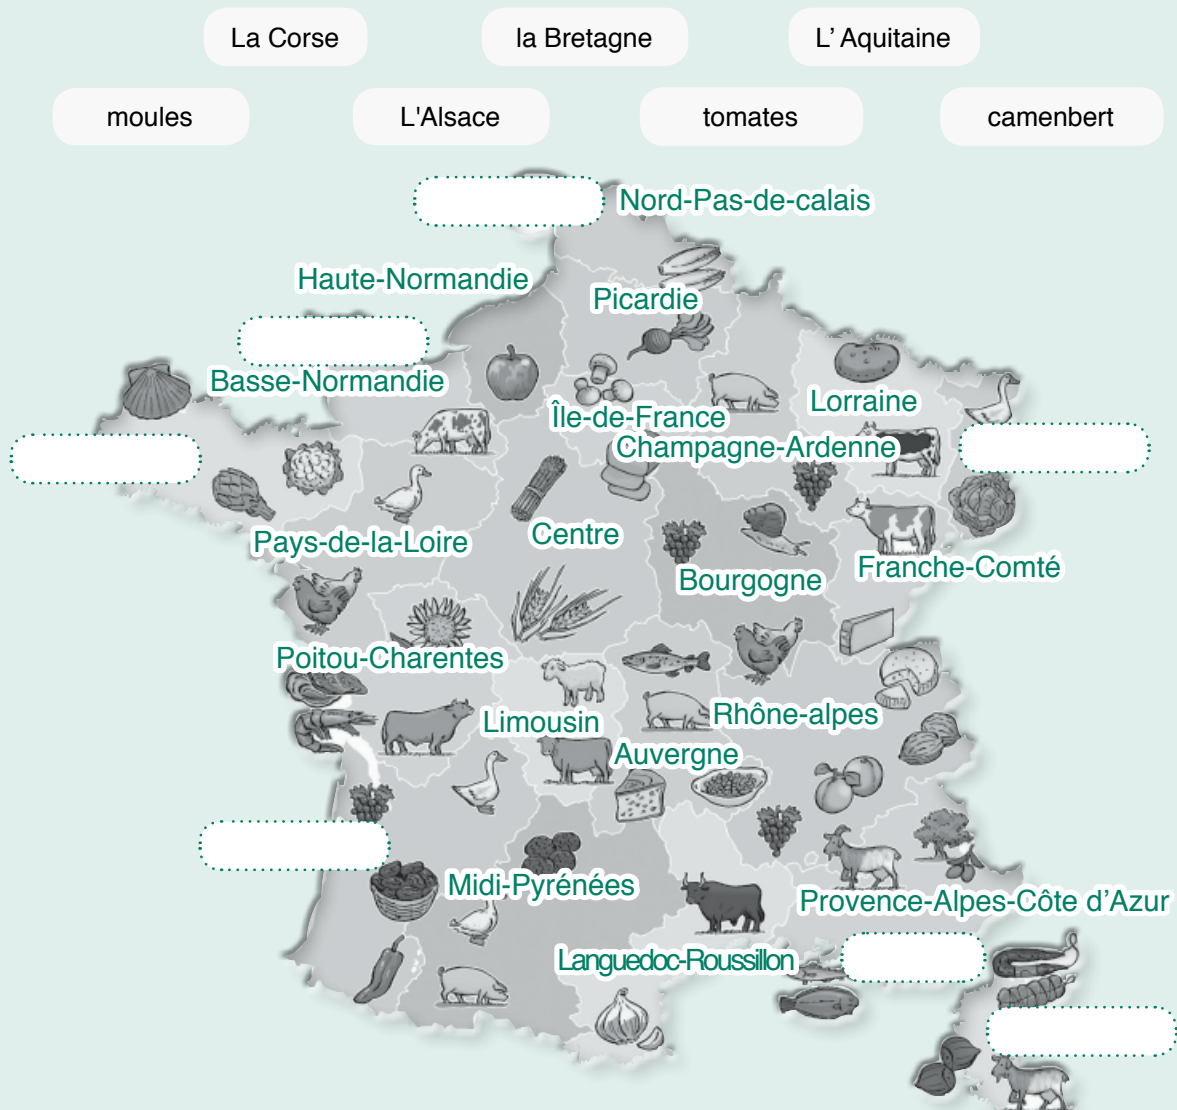 La Corse
la Bretagne
L' Aquitaine
moules
L'Alsace
tomates
camenbert
Nord-Pas-de-calais
Haute-Normandie
Picardie
Basse-Normandie
Île-de-France
Lorraine
Champagne-Ardenne
Pays-de-la-Loire
Centre
Bourgogne
Franche-Comté
Poitou-Charentes
Limousin
Rhône-alpes
Auvergne
Midi-Pyrénées
Provence-Alpes-Côte d'Azur
Languedoc-Roussillon